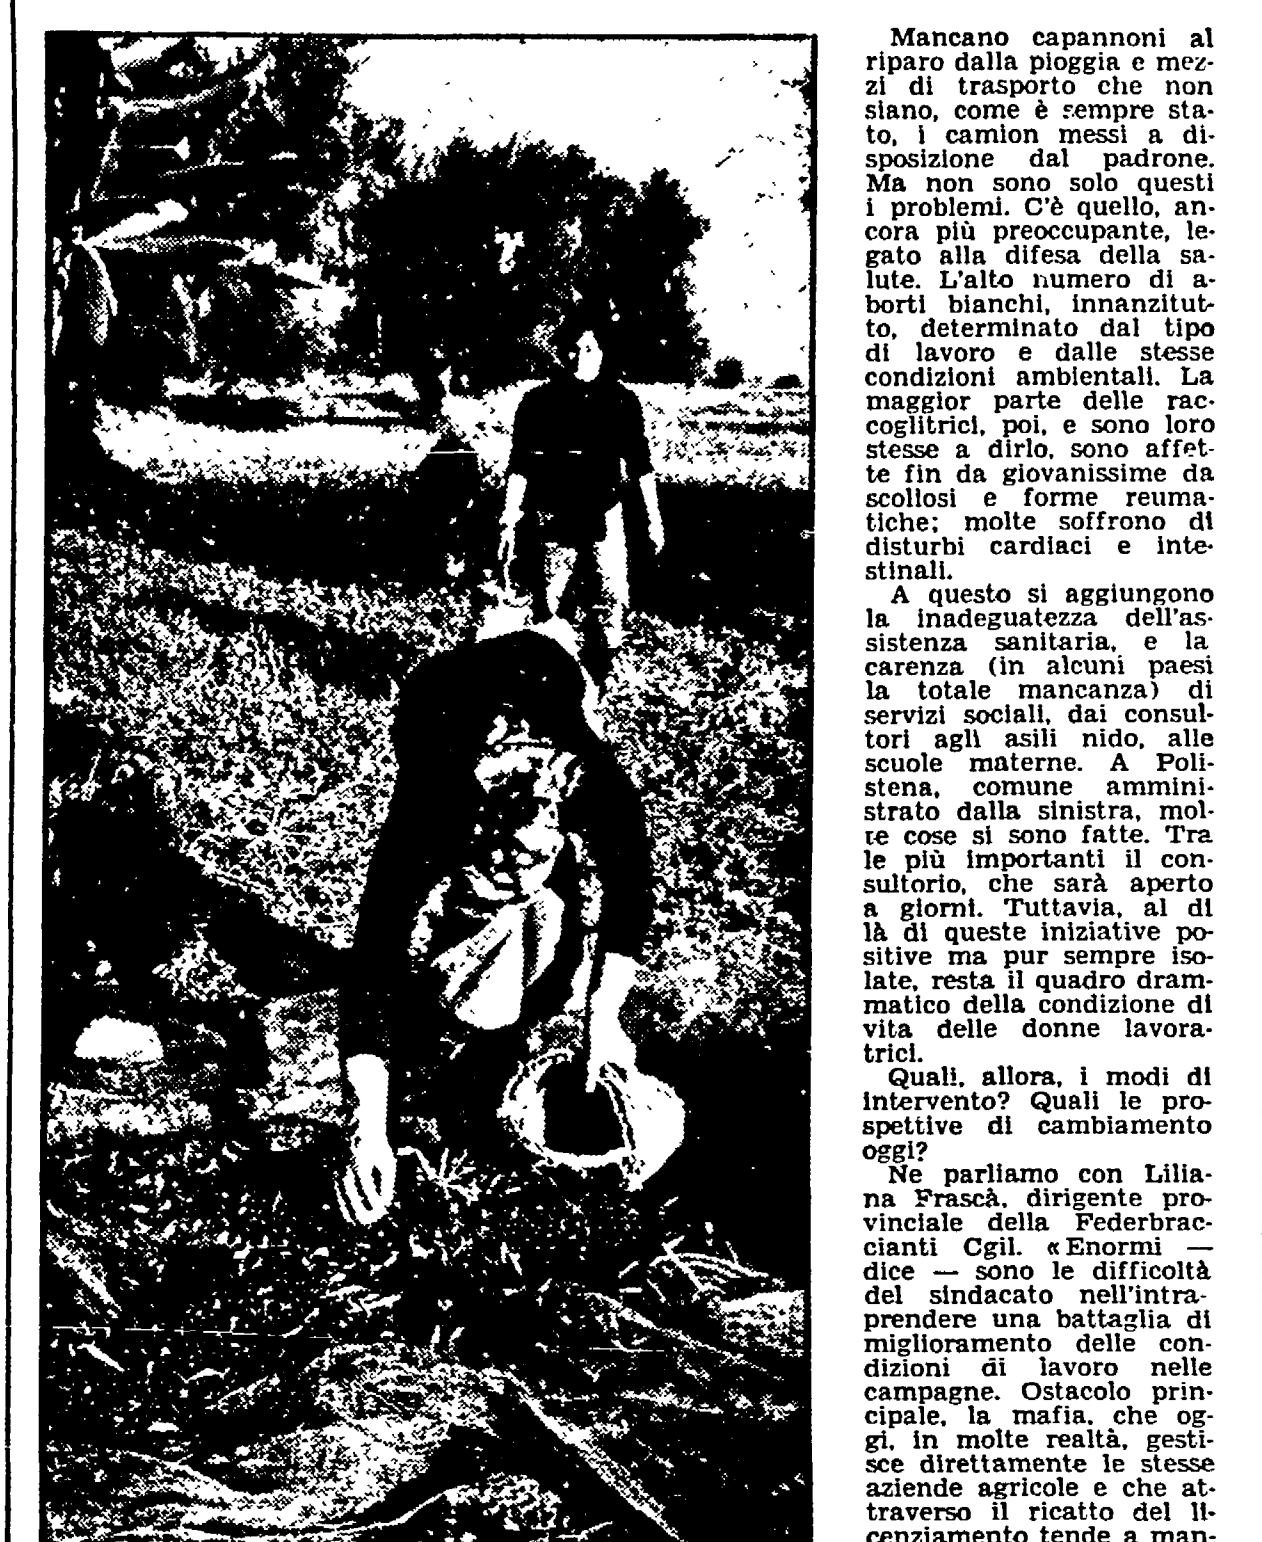 Mancano capannoni al
riparo dalla pioggia e mez-
zi di trasporto che non
siano, come è sempre sta-
to, i camion messi a di-
sposizione dal padrone.
Ma non sono solo questi
i problemi. C'è quello, an-
cora più preoccupante, le-
gato alla difesa della sa-
lute. L'alto numero di a-
borti bianchi, innanzitut-
to, determinato dal tipo
di lavoro e dalle stesse
condizioni ambientali. La
maggior parte delle rac-
coglitrici, poi, e sono loro
stesse a dirlo, sono affet-
te fin da giovanissime da
scoliosi e forme reuma-
tiche; molte soffrono di
disturbi cardiaci e inte-
stinali.
A questo si aggiungono
la inadeguatezza dell'as-
sistenza sanitaria, e la
carenza (in alcuni paesi
la totale mancanza) di
servizi sociali, dai consul-
tori agli asili nido, alle
scuole materne. A Poli-
stena, comune ammini-
strato dalla sinistra, mol-
te cose si sono fatte. Tra
le più importanti il con-
sultorio, che sarà aperto
a giorni. Tuttavia, al di
là di queste iniziative po-
sitive ma pur sempre iso-
late, resta il quadro dram-
matico della condizione di
vita delle donne lavora-
trici.
Quali, allora, i modi di
intervento? Quali le pro-
spettive di cambiamento
oggi?
Ne parliamo con Lilia-
na Frascà, dirigente pro-
vinciale della Federbrac-
cianti Cgil. «Enormi —
dice — sono le difficoltà
del sindacato nell'intra-
prendere una battaglia di
miglioramento delle con-
dizioni di lavoro nelle
campagne. Ostacolo prin-
cipale, la mafia, che og-
gi, in molte realtà, gesti-
sce direttamente le stesse
aziende agricole e che at-
traverso il ricatto del li-
cenziamento tende a man-